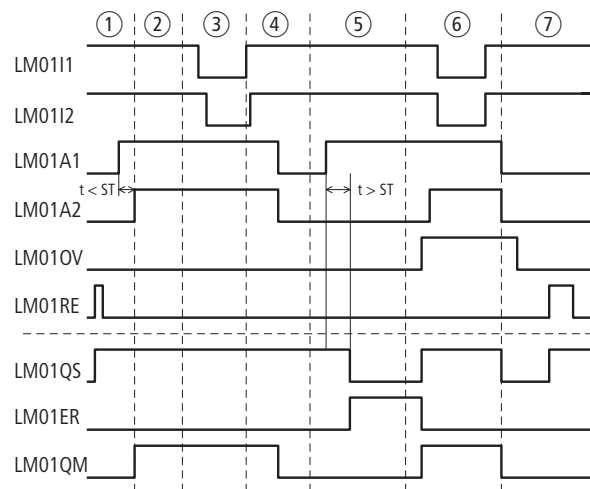 ① ② ③ ④ ⑤ ⑥ ⑦
LM01I1
LM01I2
LM01A1
t < ST
t > ST
LM01A2
LM01OV
LM01RE
LM01QS
LM01ER
LM01QM